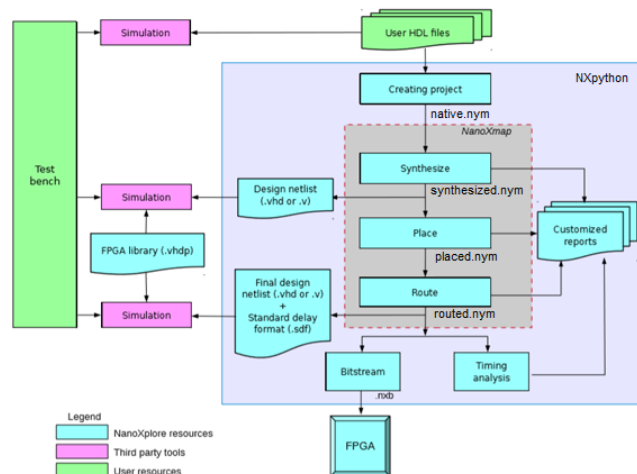 Simulation
User HDL files
NXpython
Creating project
native.nym
NanoXmap
Test
bench
Synthesize
synthesized.nym
Simulation
Design netlist
(.vhd or .v)
Place
placed.nym
Customized
reports
FPGA library (.vhdp)
Route
routed.nym
Final design
netlist (.vhd or .v)
+
Standard delay
format (.sdf)
Simulation
Bitstream
Timing
analysis
.nxb
FPGA
Legend
NanoXplore resources
Third party tools
User resources